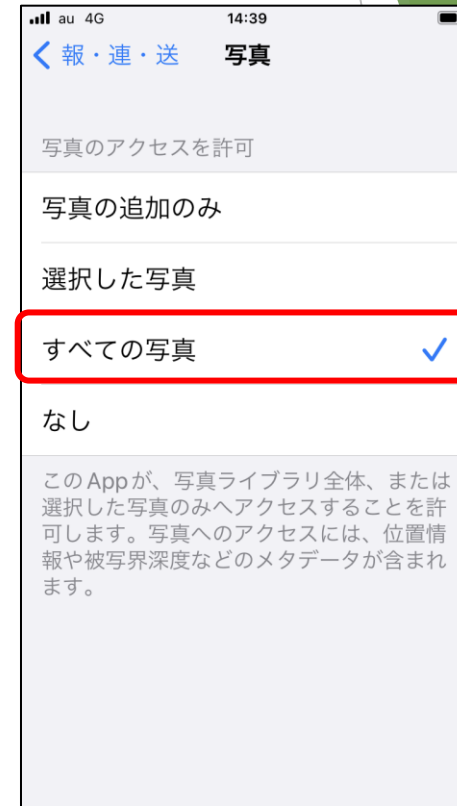 au 4G 14:39
報・連・送 写真
写真のアクセスを許可
写真の追加のみ
選択した写真
すべての写真
なし
このAppが、写真ライブラリ全体、または
選択した写真のみへアクセスすることを許
可します。写真へのアクセスには、位置情
報や被写界深度などのメタデータが含まれ
ます。